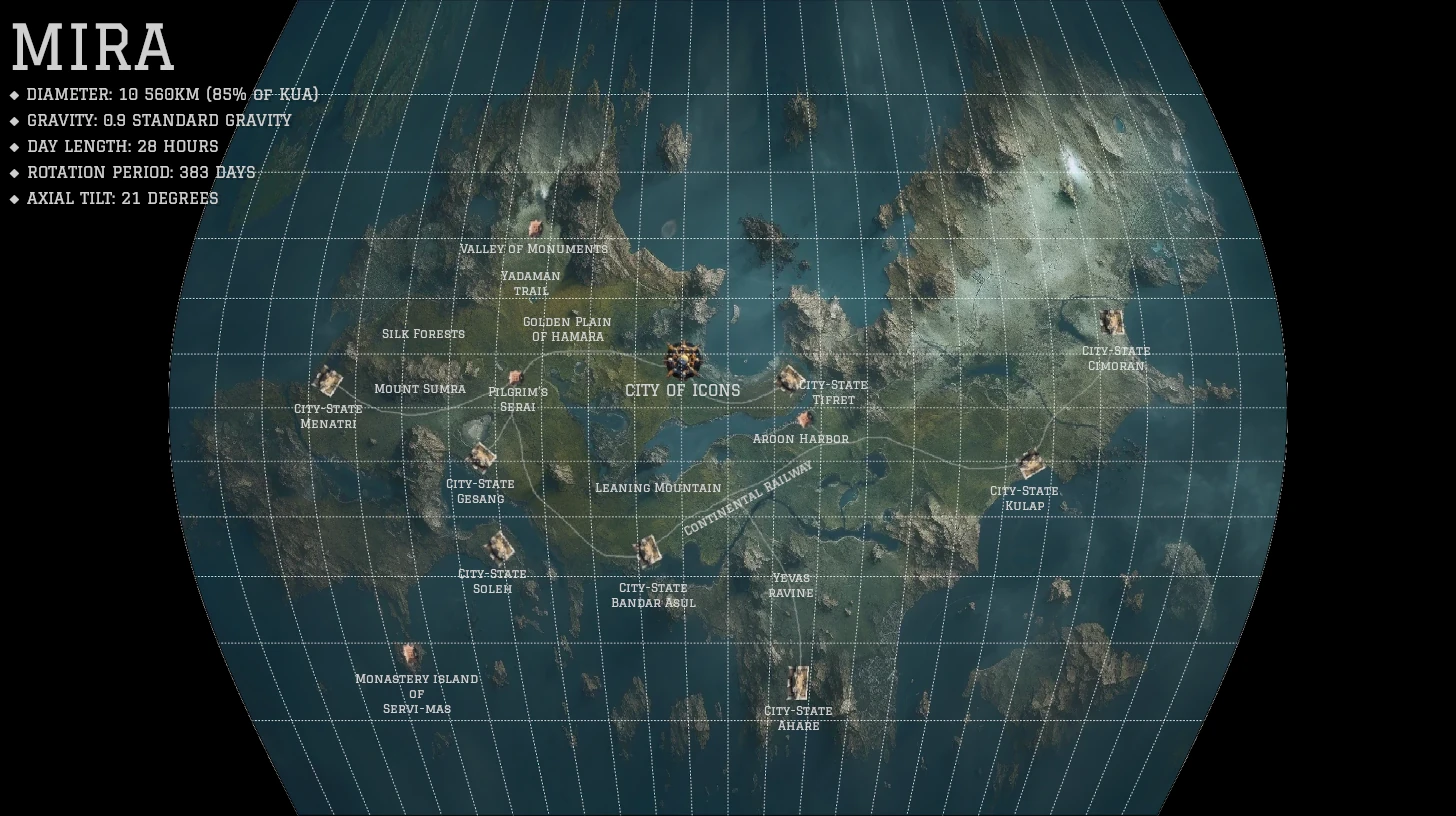 MIRA
◆ DIAMETER: 10 560KM (85% OF KUA)
◆ GRAVITY: 0.9 STANDARD GRAVITY
◆ DAY LENGTH: 28 HOURS
◆ ROTATION PERIOD: 383 DAYS
◆ AXIAL TILT: 21 DEGREES
VALLEY OF MONUMENTS
YADAMAN
TRAIL
GOLDEN PLAIN
OF HAMARA
SILK FORESTS
MOUNT SUMRA
PILGRIM'S
SERAI
CITY OF ICONS
CITY-STATE
TIFRET
CITY-STATE
CIMORAN
CITY-STATE
MENATRI
AROON HARBOR
CITY-STATE
GESANG
LEANING MOUNTAIN
CONTINENTAL RAILWAY
CITY-STATE
KULAP
CITY-STATE
SOLEH
CITY-STATE
BANDAR ASUL
YEVAS
RAVINE
MONASTERY ISLAND
OF
SERVI-MAS
CITY-STATE
AHARE